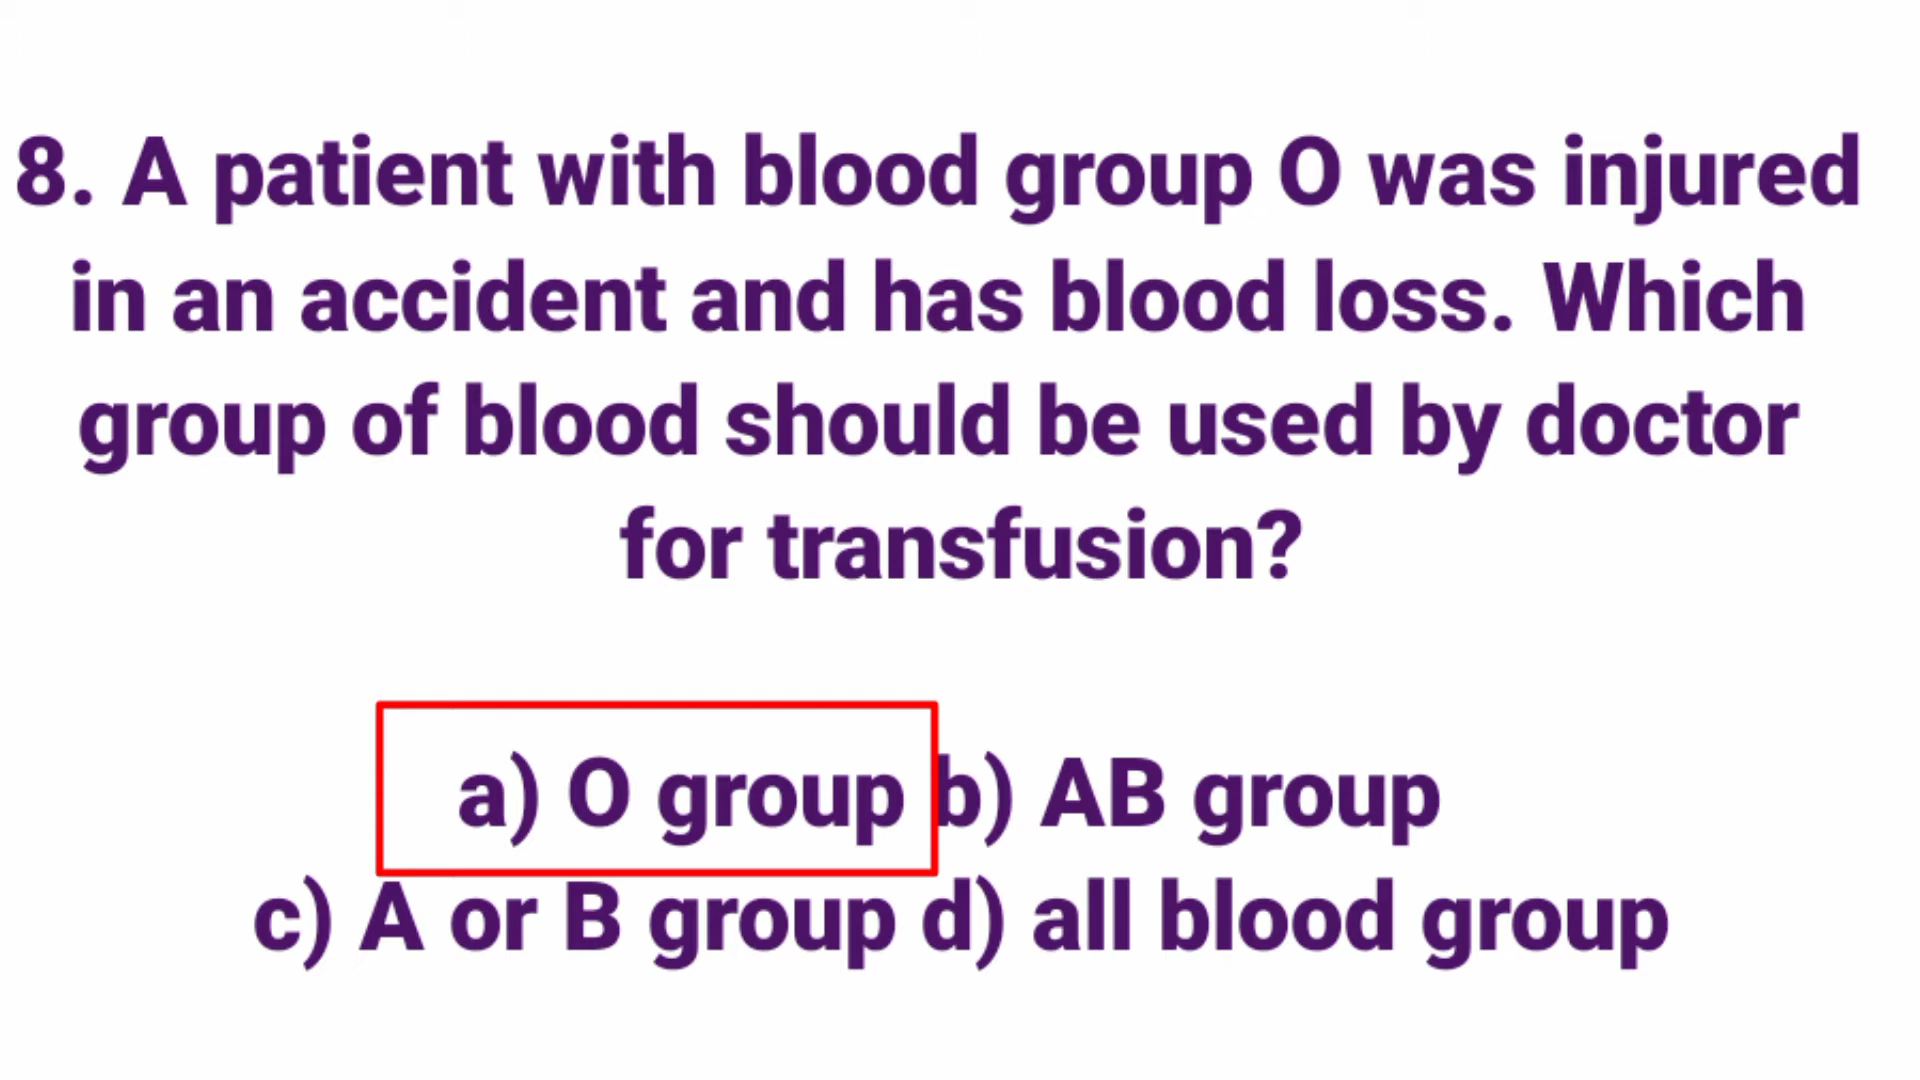 8. A patient with blood group O was injured
in an accident and has blood loss. Which
group of blood should be used by doctor
for transfusion?
a) O group b) AB group
c) A or B group d) all blood group